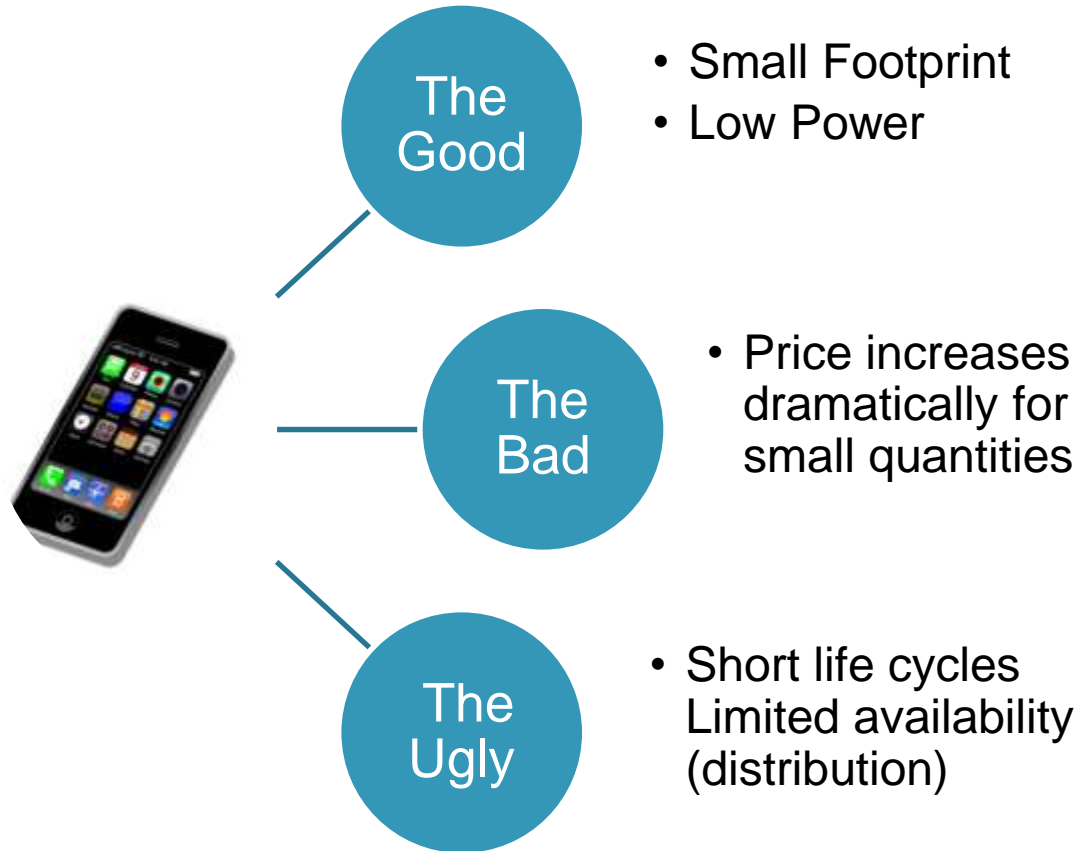 The
Good
• Small Footprint
• Low Power
The
Bad
• Price increases
dramatically for
small quantities
The
Ugly
• Short life cycles
Limited availability
(distribution)